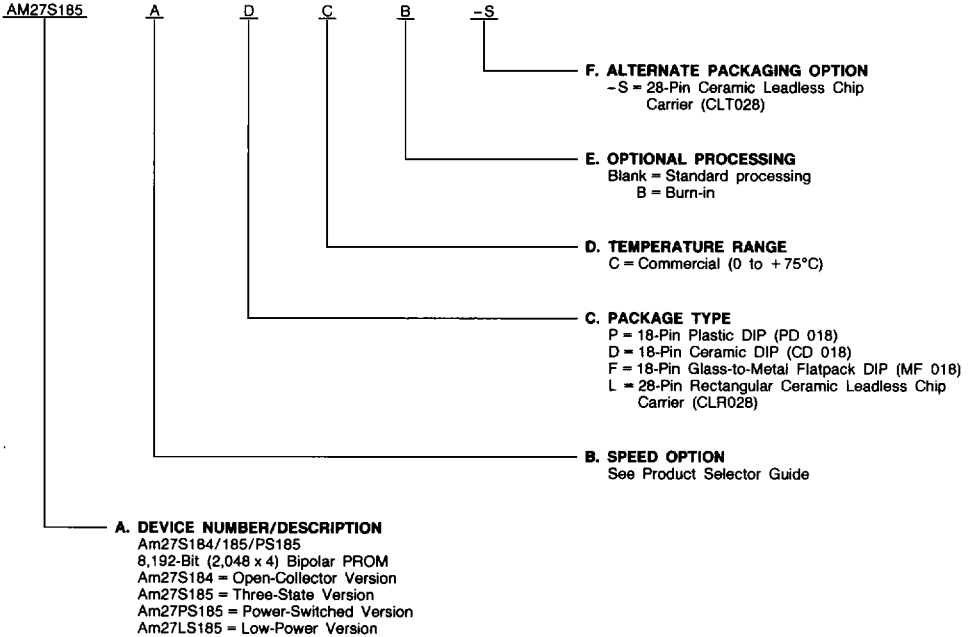 AM27S185 A D C B -S
F. ALTERNATE PACKAGING OPTION
-S = 28-Pin Ceramic Leadless Chip
Carrier (CLT028)
E. OPTIONAL PROCESSING
Blank = Standard processing
B = Burn-in
D. TEMPERATURE RANGE
C = Commercial (0 to +75°C)
C. PACKAGE TYPE
P = 18-Pin Plastic DIP (PD 018)
D = 18-Pin Ceramic DIP (CD 018)
F = 18-Pin Glass-to-Metal Flatpack DIP (MF 018)
L = 28-Pin Rectangular Ceramic Leadless Chip
Carrier (CLR028)
B. SPEED OPTION
See Product Selector Guide
A. DEVICE NUMBER/DESCRIPTION
Am27S184/185/PS185
8,192-Bit (2,048 x 4) Bipolar PROM
Am27S184 = Open-Collector Version
Am27S185 = Three-State Version
Am27PS185 = Power-Switched Version
Am27LS185 = Low-Power Version